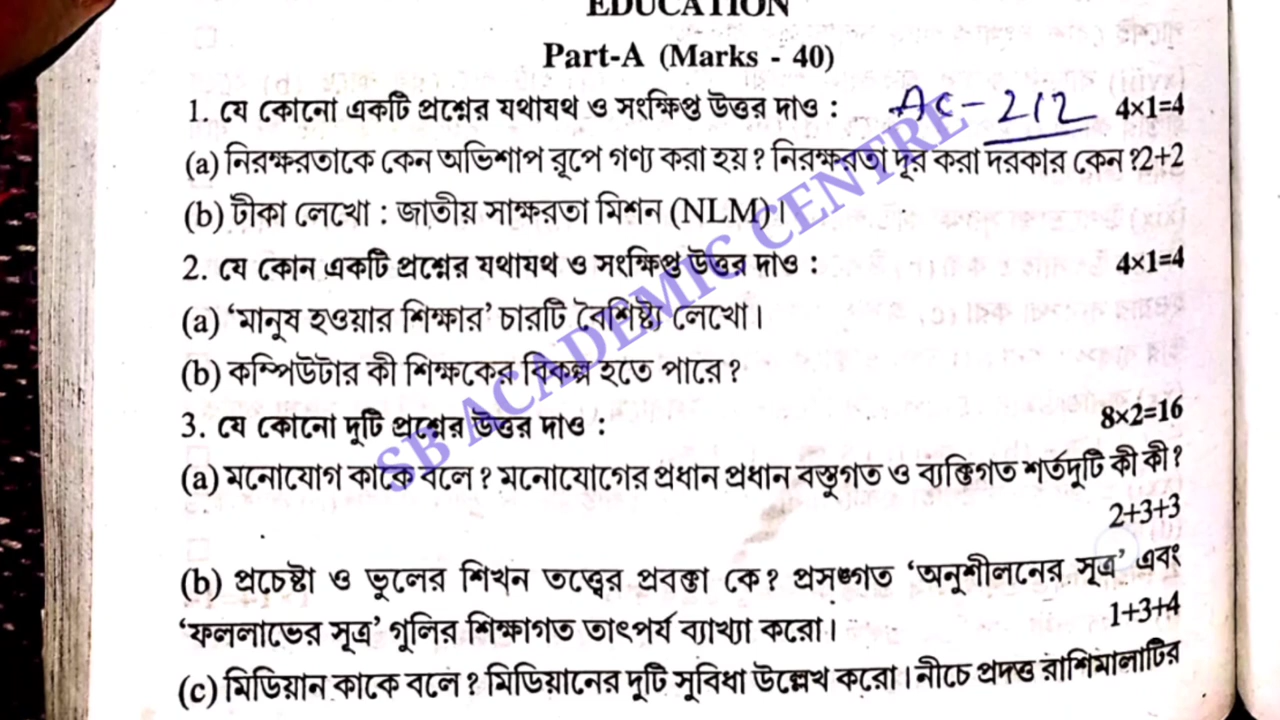 EDUCATION
Part-A (Marks - 40)
1. যে কোনো একটি প্রশ্নের যথাযথ ও সংক্ষিপ্ত উত্তর দাও : AC - 212 4×1=4
(a) নিরক্ষরতাকে কেন অভিশাপ রূপে গণ্য করা হয়? নিরক্ষরতা দূর করা দরকার কেন ?2+2
(b) টীকা লেখো : জাতীয় সাক্ষরতা মিশন (NLM)।
2. যে কোন একটি প্রশ্নের যথাযথ ও সংক্ষিপ্ত উত্তর দাও : 4×1=4
(a) ‘মানুষ হওয়ার শিক্ষার’ চারটি বৈশিষ্ট্য লেখো।
(b) কম্পিউটার কী শিক্ষকের বিকল্প হতে পারে?
3. যে কোনো দুটি প্রশ্নের উত্তর দাও : 8×2=16
(a) মনোযোগ কাকে বলে? মনোযোগের প্রধান প্রধান বস্তুগত ও ব্যক্তিগত শর্তদুটি কী কী?
2+3+3
(b) প্রচেষ্টা ও ভুলের শিখন তত্ত্বের প্রবক্তা কে? প্রসঙ্গত ‘অনুশীলনের সূত্র’ এবং
‘ফললাভের সূত্র’ গুলির শিক্ষাগত তাৎপর্য ব্যাখ্যা করো। 1+3+4
(c) মিডিয়ান কাকে বলে? মিডিয়ানের দুটি সুবিধা উল্লেখ করো। নীচে প্রদত্ত রাশিমালাটির
SB ACADEMIC CENTRE